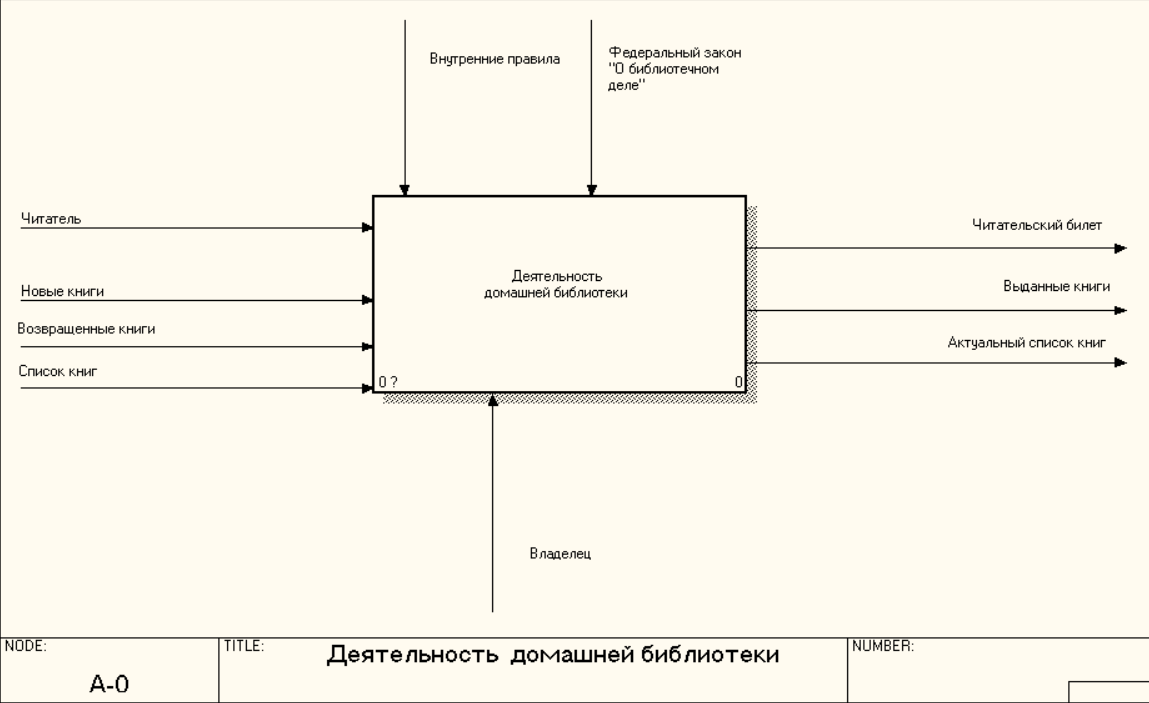 Внутренние правила
Федеральный закон
"О библиотечном
деле"
Читатель
Новые книги
Возвращенные книги
Список книг
Деятельность
домашней библиотеки
0 ?
0
Читательский билет
Выданные книги
Актуальный список книг
Владелец
NODE:
A-0
TITLE:
Деятельность домашней библиотеки
NUMBER: